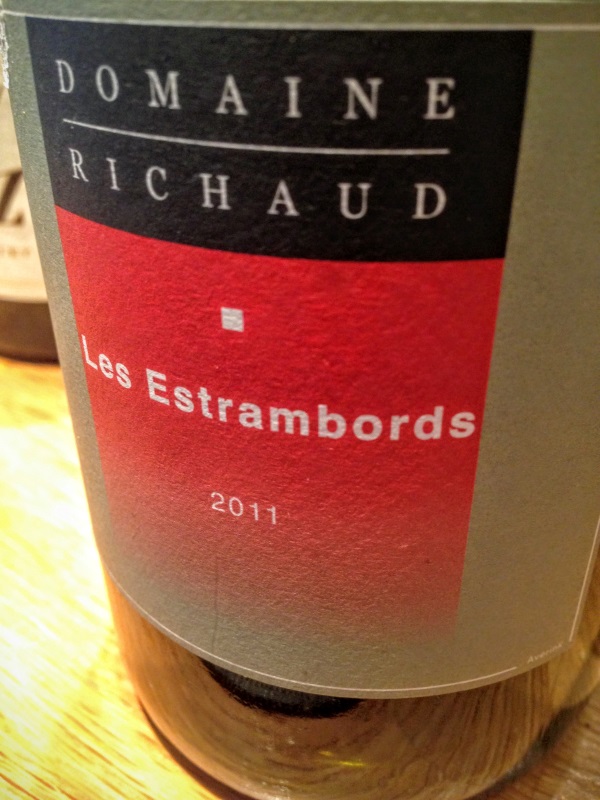 DOMAINE
RICHAUD
Les Estrambords
2011